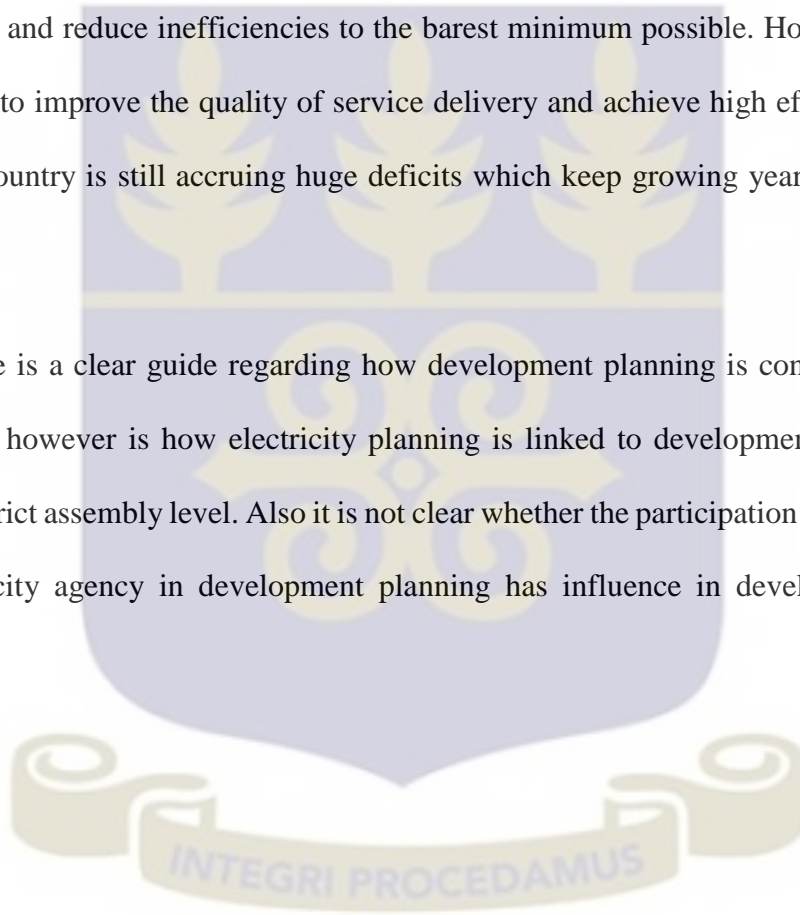 and reduce inefficiencies to the barest minimum possible. Ho
to improve the quality of service delivery and achieve high ef
ountry is still accruing huge deficits which keep growing year
e is a clear guide regarding how development planning is con
however is how electricity planning is linked to developmen
rict assembly level. Also it is not clear whether the participation
city agency in development planning has influence in devel
INTEGRI PROCEDAMUS